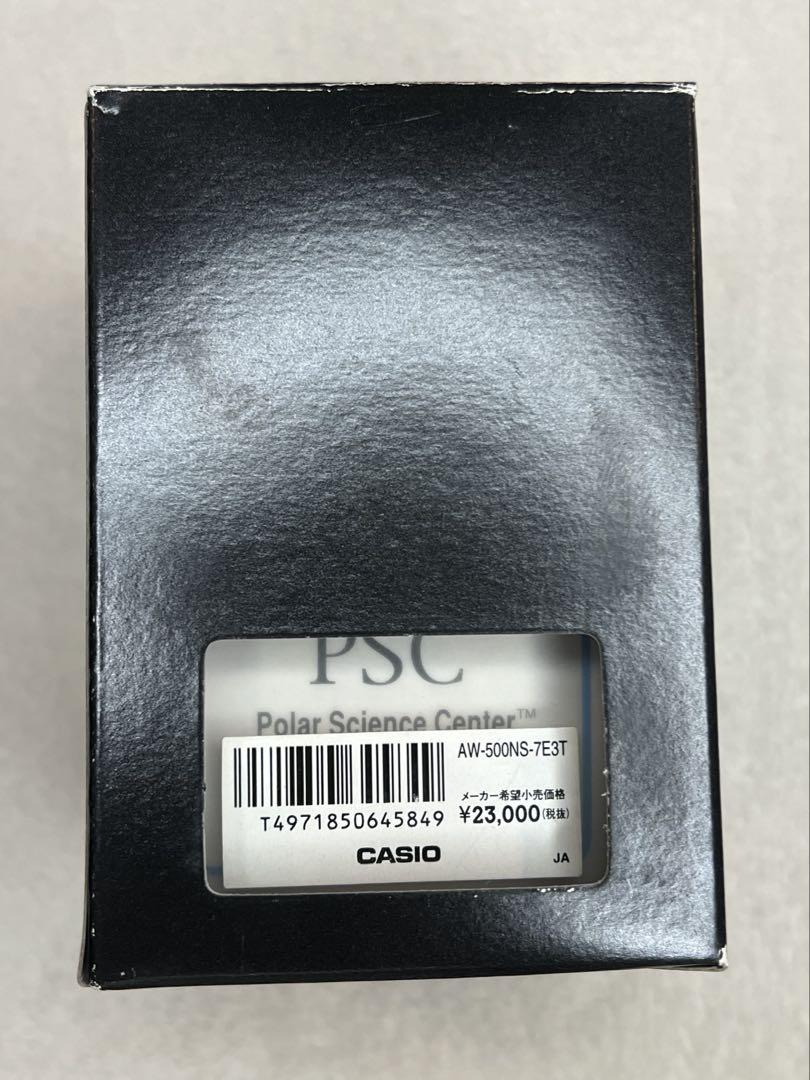 PSC
Polar Science Center™
AW-500NS-7E3T
メーカー希望小売価格
T4971850645849 ¥23,000(税抜)
CASIO JA